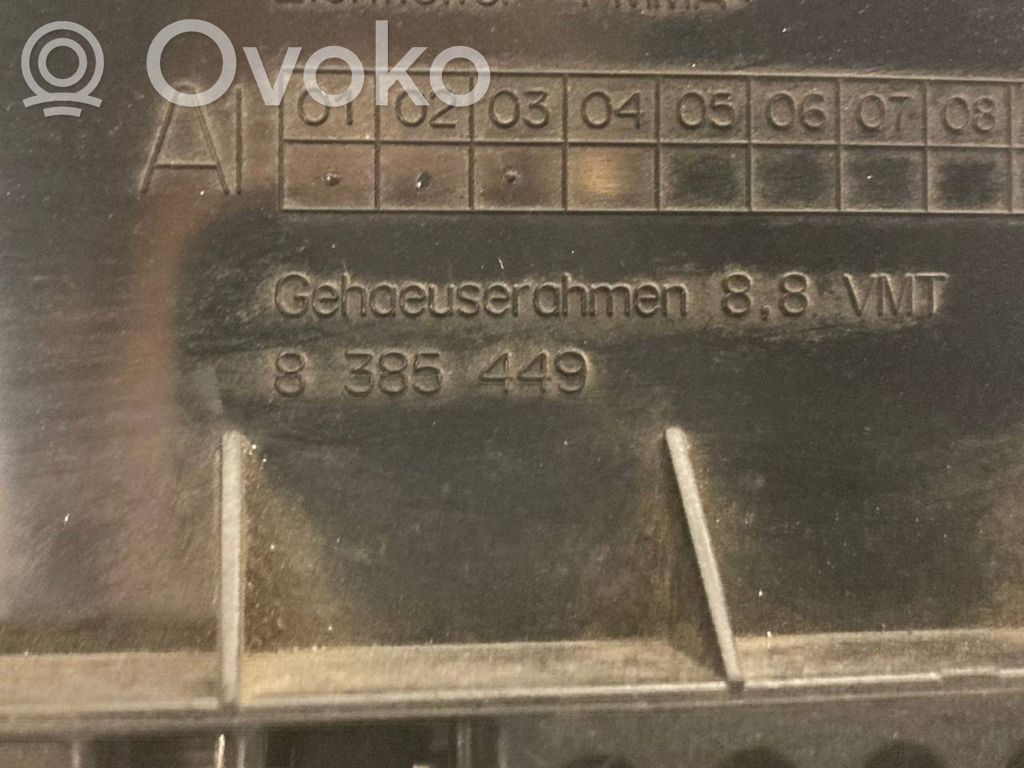 Ovoko
AI 01 02 03 04 05 06 07 08
Gehaeuserahmen 8,8 VMT
8 385 449